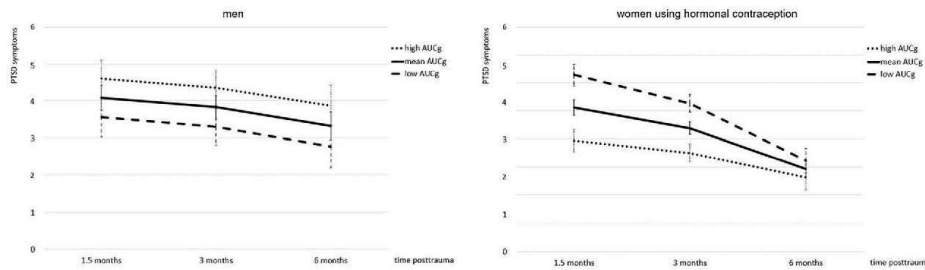 men
6
PTSD symptoms
5
4
3
2
1
0
1.5 months
3 months
6 months
time posttrauma
high AUCg
mean AUCg
low AUCg
women using hormonal contraception
6
PTSD symptoms
5
4
3
2
1
0
1.5 months
3 months
6 months
time posttrauma
high AUCg
mean AUCg
low AUCg